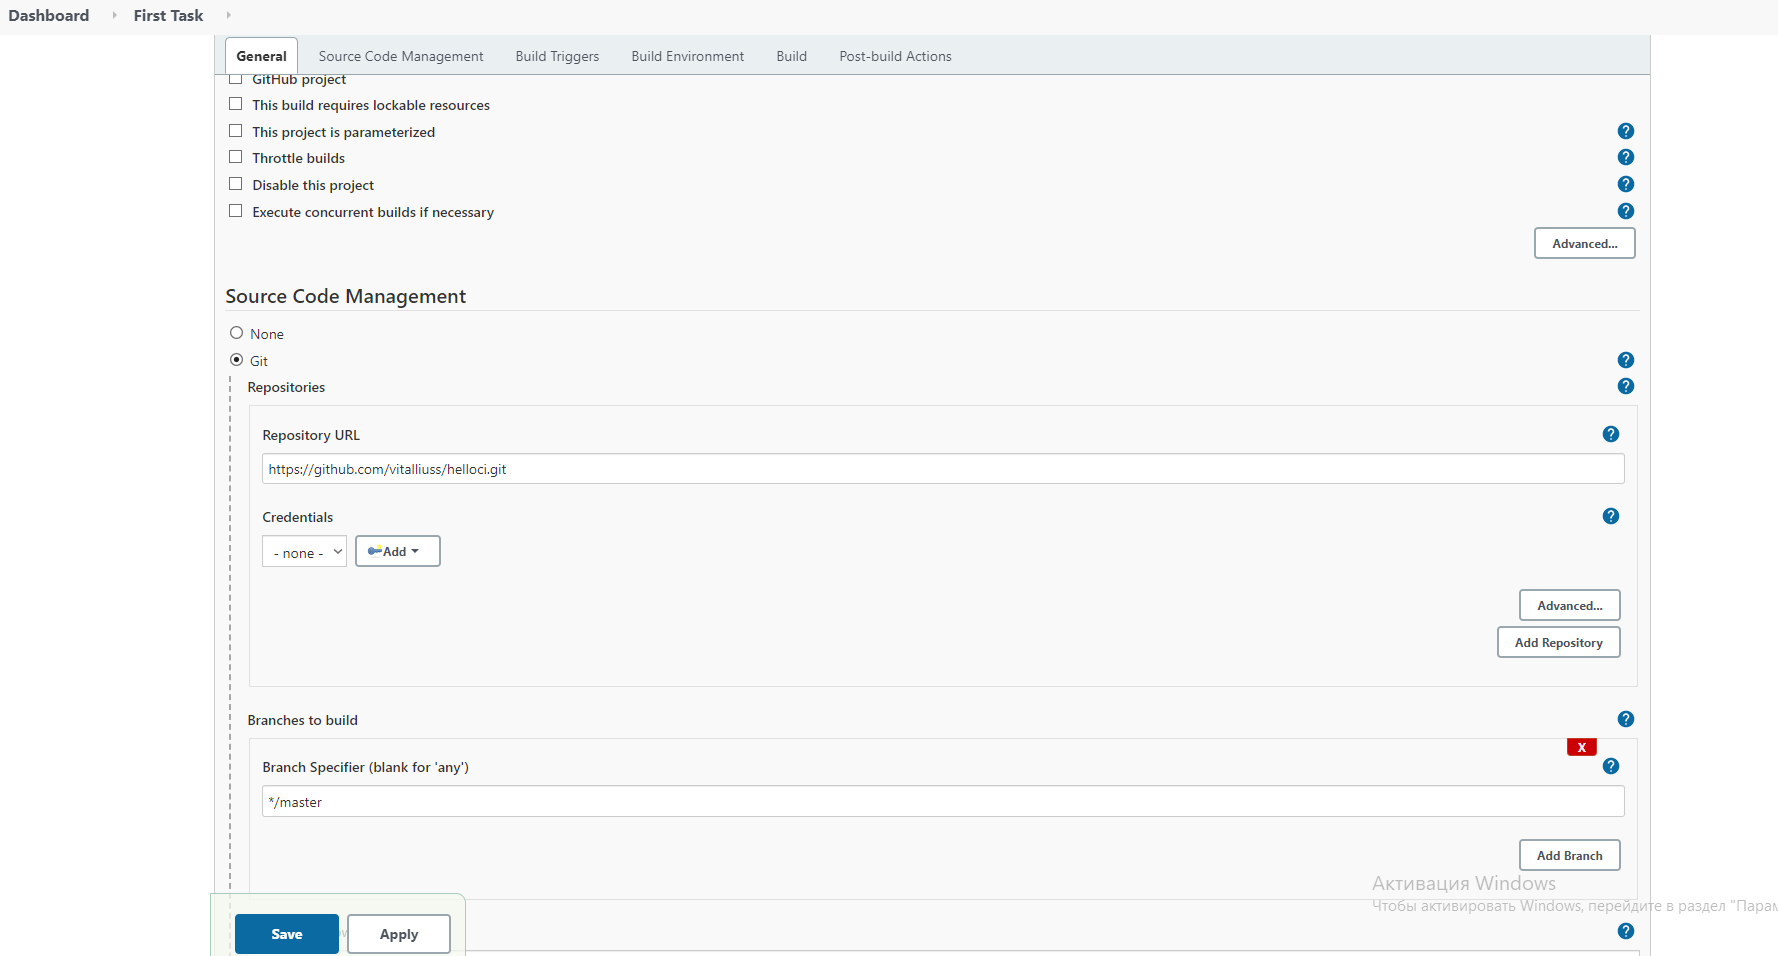 Dashboard First Task
General Source Code Management Build Triggers Build Environment Build Post-build Actions
GitHub project
This build requires lockable resources
This project is parameterized ?
Throttle builds ?
Disable this project ?
Execute concurrent builds if necessary ?
Advanced...
Source Code Management
None
Git ?
Repositories ?
Repository URL ?
https://github.com/vitalliuss/helloci.git
Credentials ?
- none - Add
Advanced...
Add Repository
Branches to build ?
X
Branch Specifier (blank for 'any') ?
*/master
Add Branch
Активация Windows
Чтобы активировать Windows, перейдите в раздел "Парам
Save Apply ?